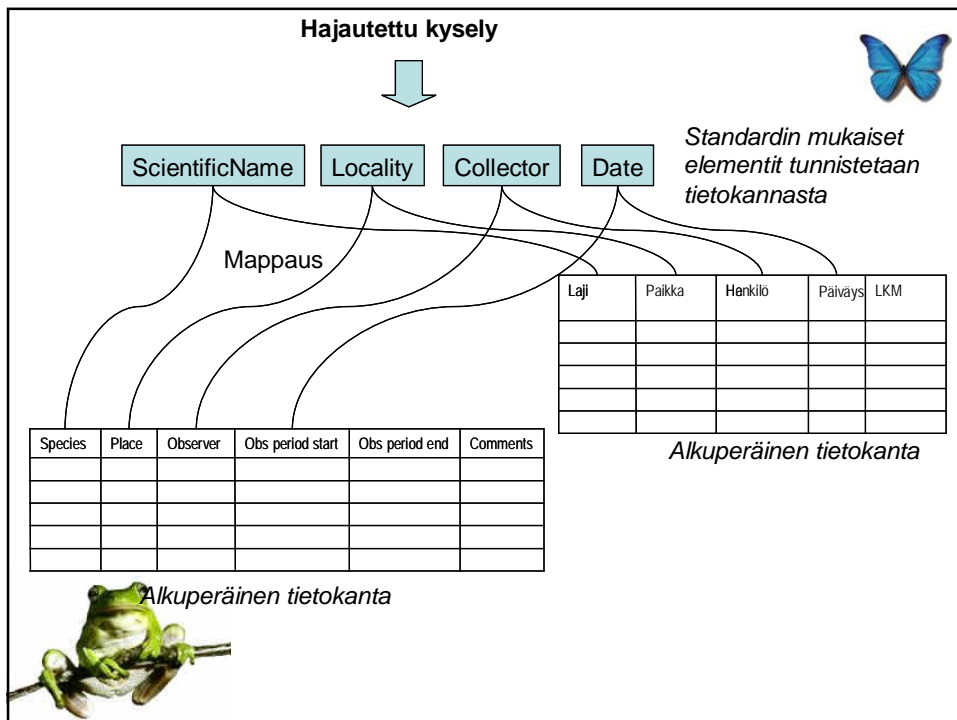 Hajautettu kysely
Standardin mukaiset
elementit tunnistetaan
tietokannasta
ScientificName Locality Collector Date
Mappaus
Laji Paikka Henkilö Päiväys LKM
Alkuperäinen tietokanta
Species Place Observer Obs period start Obs period end Comments
Alkuperäinen tietokanta